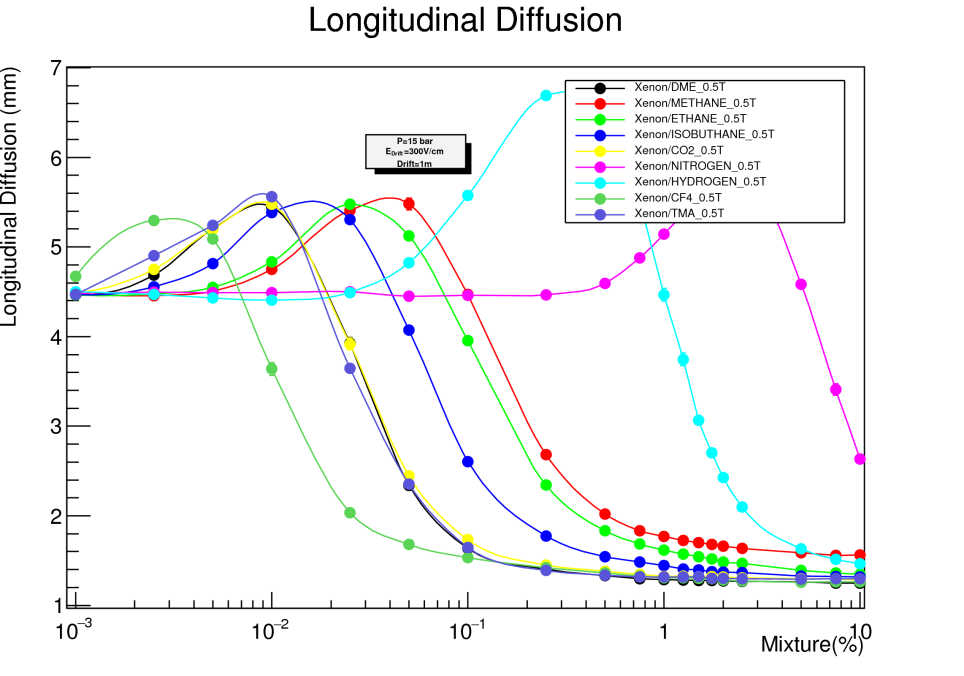 Longitudinal Diffusion
Longitudinal Diffusion (mm)
7
6
5
4
3
2
1
P=15 bar
E_Drift=300V/cm
Drift=1m
Xenon/DME_0.5T
Xenon/METHANE_0.5T
Xenon/ETHANE_0.5T
Xenon/ISOBUTHANE_0.5T
Xenon/CO2_0.5T
Xenon/NITROGEN_0.5T
Xenon/HYDROGEN_0.5T
Xenon/CF4_0.5T
Xenon/TMA_0.5T
10⁻³ 10⁻² 10⁻¹ 1 10
Mixture(%)